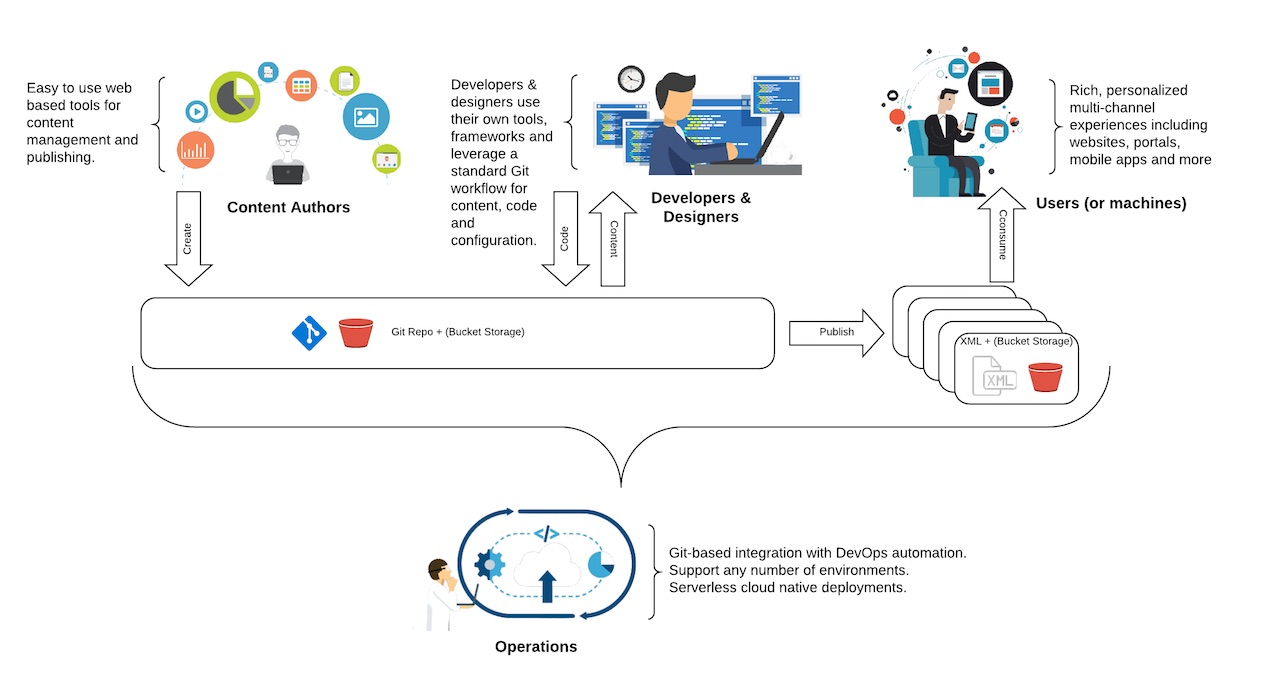 Easy to use web
based tools for
content
management and
publishing.
Content Authors
Create
Developers &
designers use
their own tools,
frameworks and
leverage a
standard Git
workflow for
content, code
and
configuration.
Developers &
Designers
Code
Content
Rich, personalized
multi-channel
experiences including
websites, portals,
mobile apps and more
Users (or machines)
Cconsume
Git Repo + (Bucket Storage)
Publish
XML + (Bucket Storage)
XML
</>
Git-based integration with DevOps automation.
Support any number of environments.
Serverless cloud native deployments.
Operations